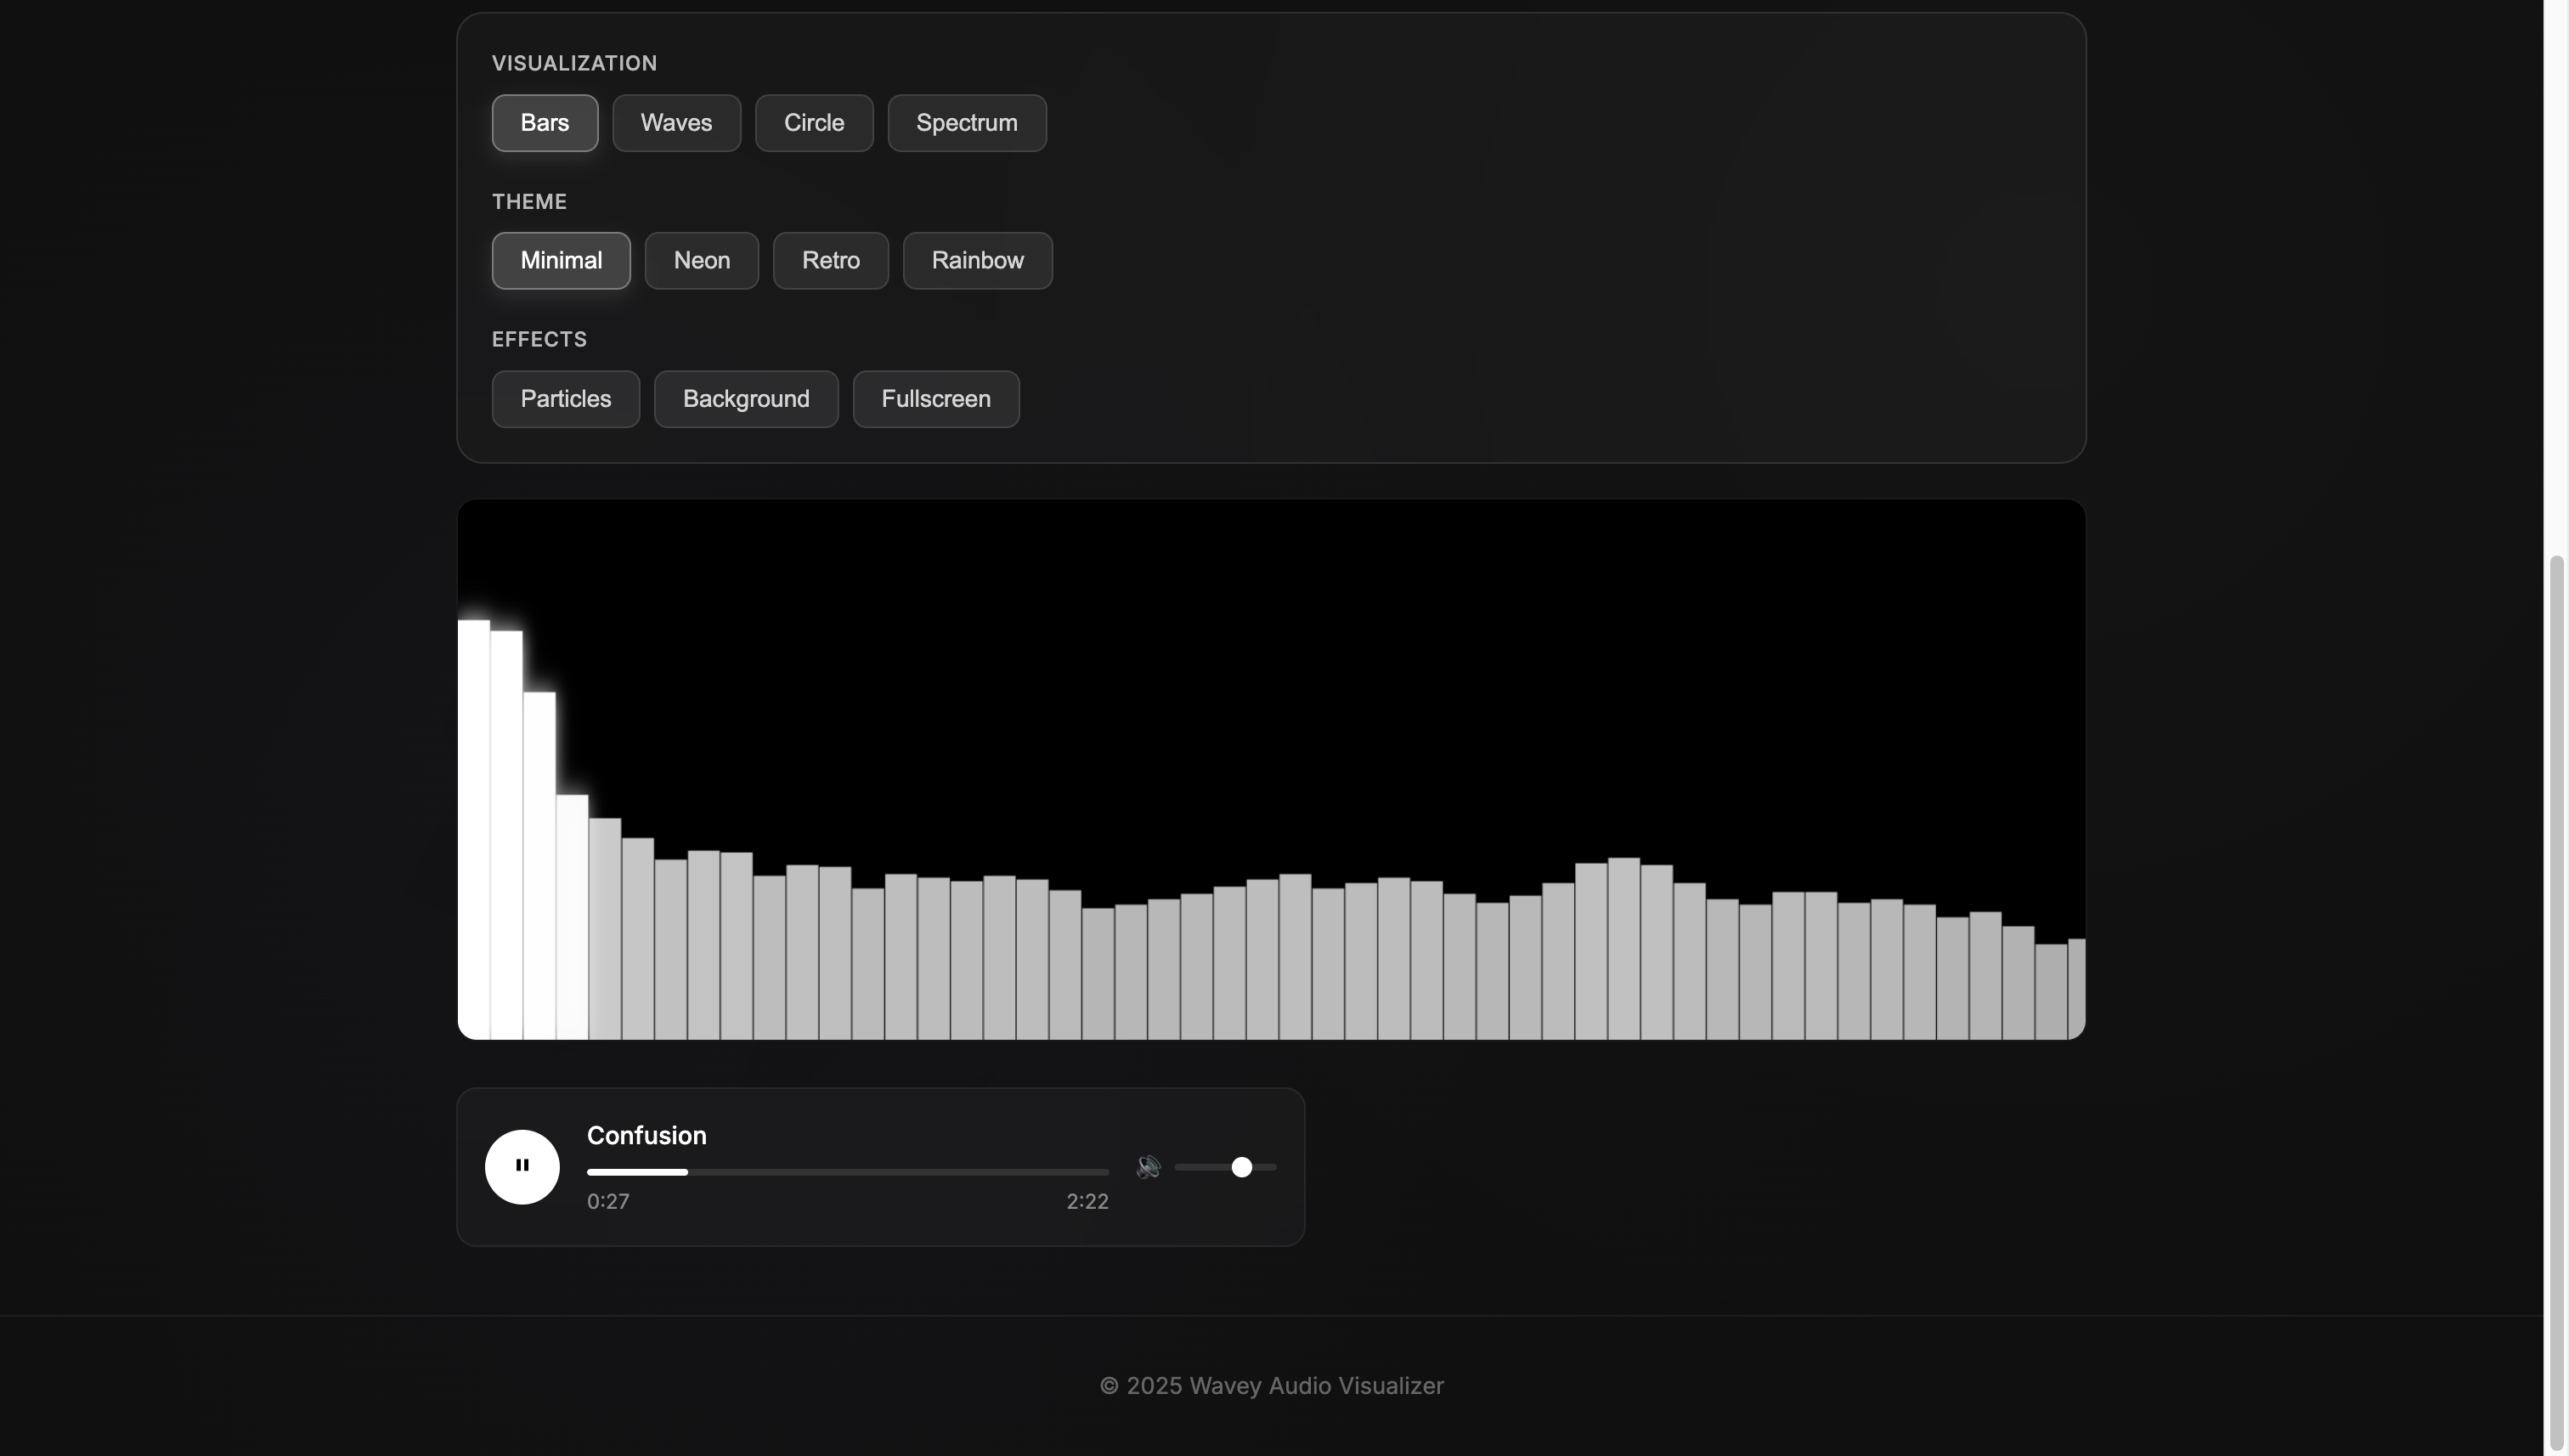 VISUALIZATION
Bars Waves Circle Spectrum
THEME
Minimal Neon Retro Rainbow
EFFECTS
Particles Background Fullscreen
Confusion
0:27 2:22
© 2025 Wavey Audio Visualizer